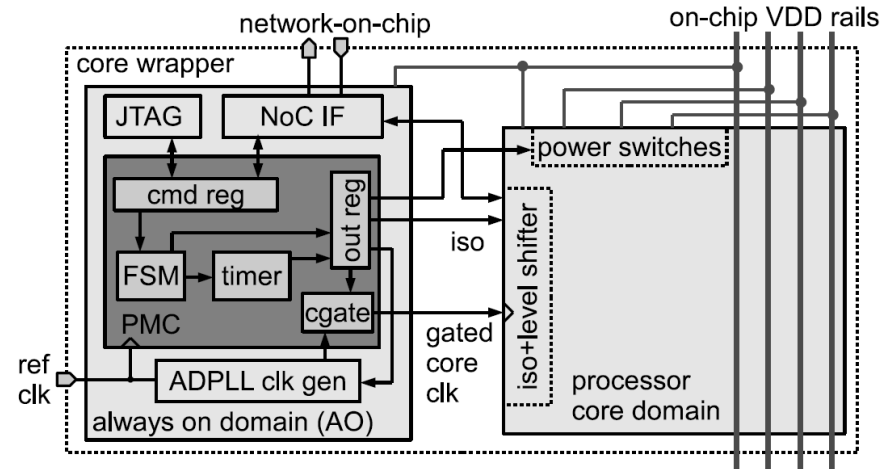 network-on-chip
on-chip VDD rails
core wrapper
JTAG
NoC IF
power switches
cmd reg
out reg
iso
iso+level shifter
FSM
timer
cgate
PMC
gated
core
clk
ref
clk
ADPLL clk gen
processor
core domain
always on domain (AO)